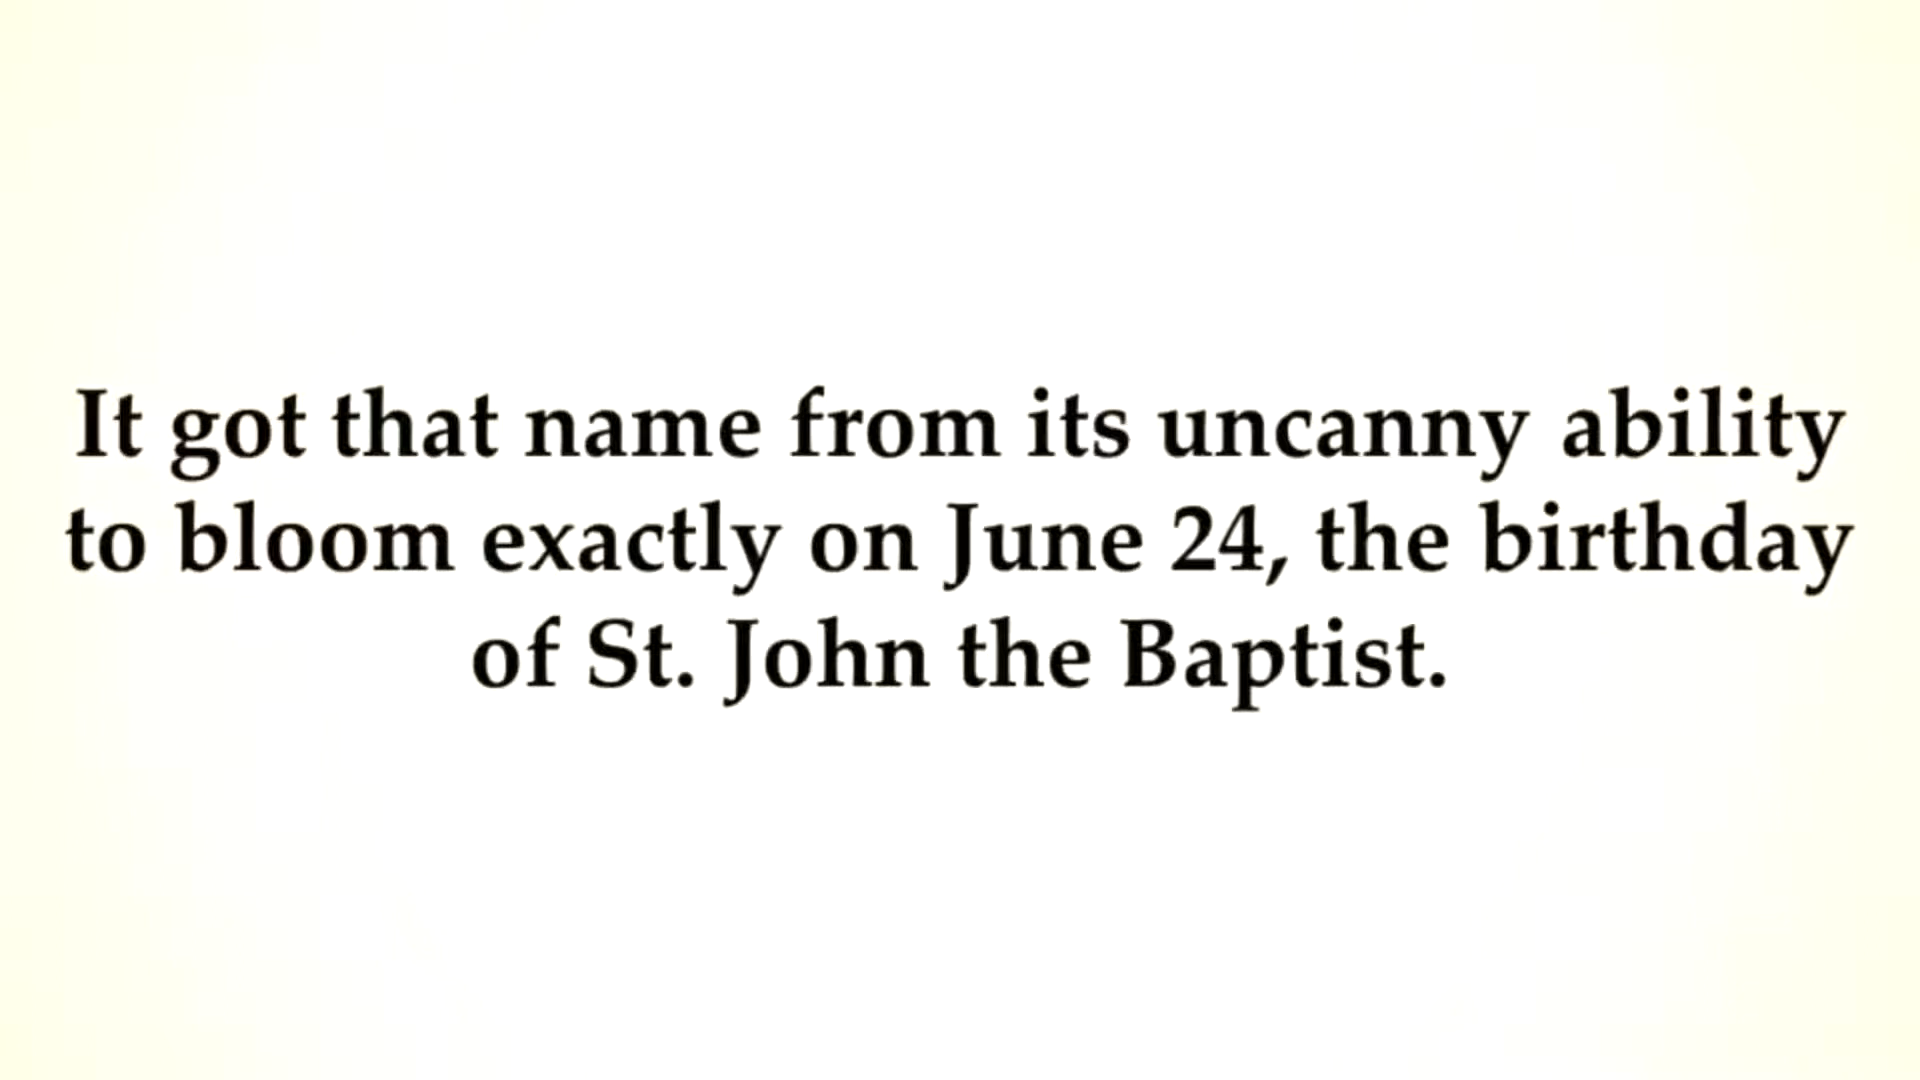 It got that name from its uncanny ability
to bloom exactly on June 24, the birthday
of St. John the Baptist.